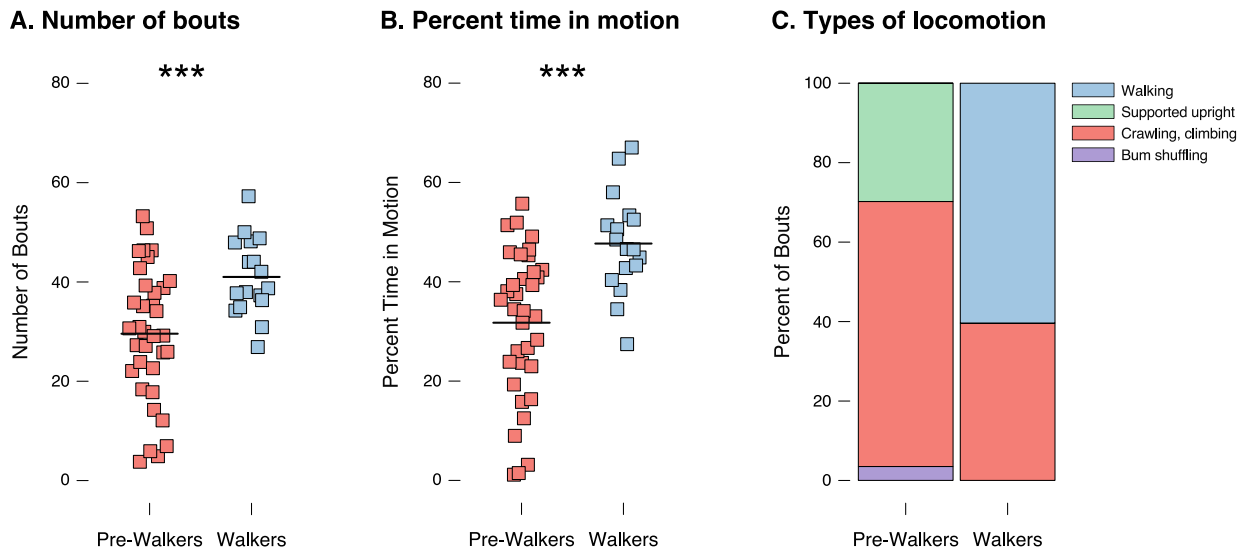 A. Number of bouts
***
80
60
40
20
0
Number of Bouts
Pre-Walkers Walkers
B. Percent time in motion
***
80
60
40
20
0
Percent Time in Motion
Pre-Walkers Walkers
C. Types of locomotion
100
80
60
40
20
0
Percent of Bouts
Pre-Walkers Walkers
Walking
Supported upright
Crawling, climbing
Bum shuffling